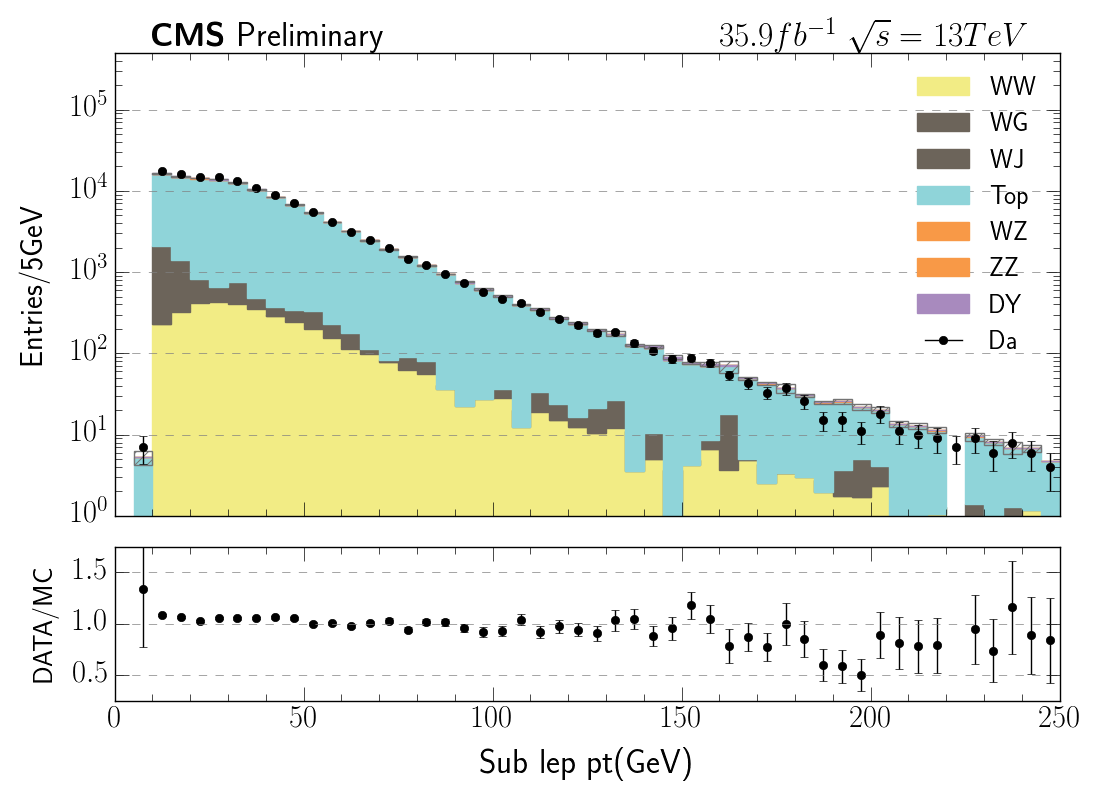 CMS Preliminary 35.9fb⁻¹ √s = 13TeV
Entries/5GeV
10⁵
10⁴
10³
10²
10¹
10⁰
WW
WG
WJ
Top
WZ
ZZ
DY
Da
DATA/MC
1.5
1.0
0.5
0 50 100 150 200 250
Sub lep pt(GeV)